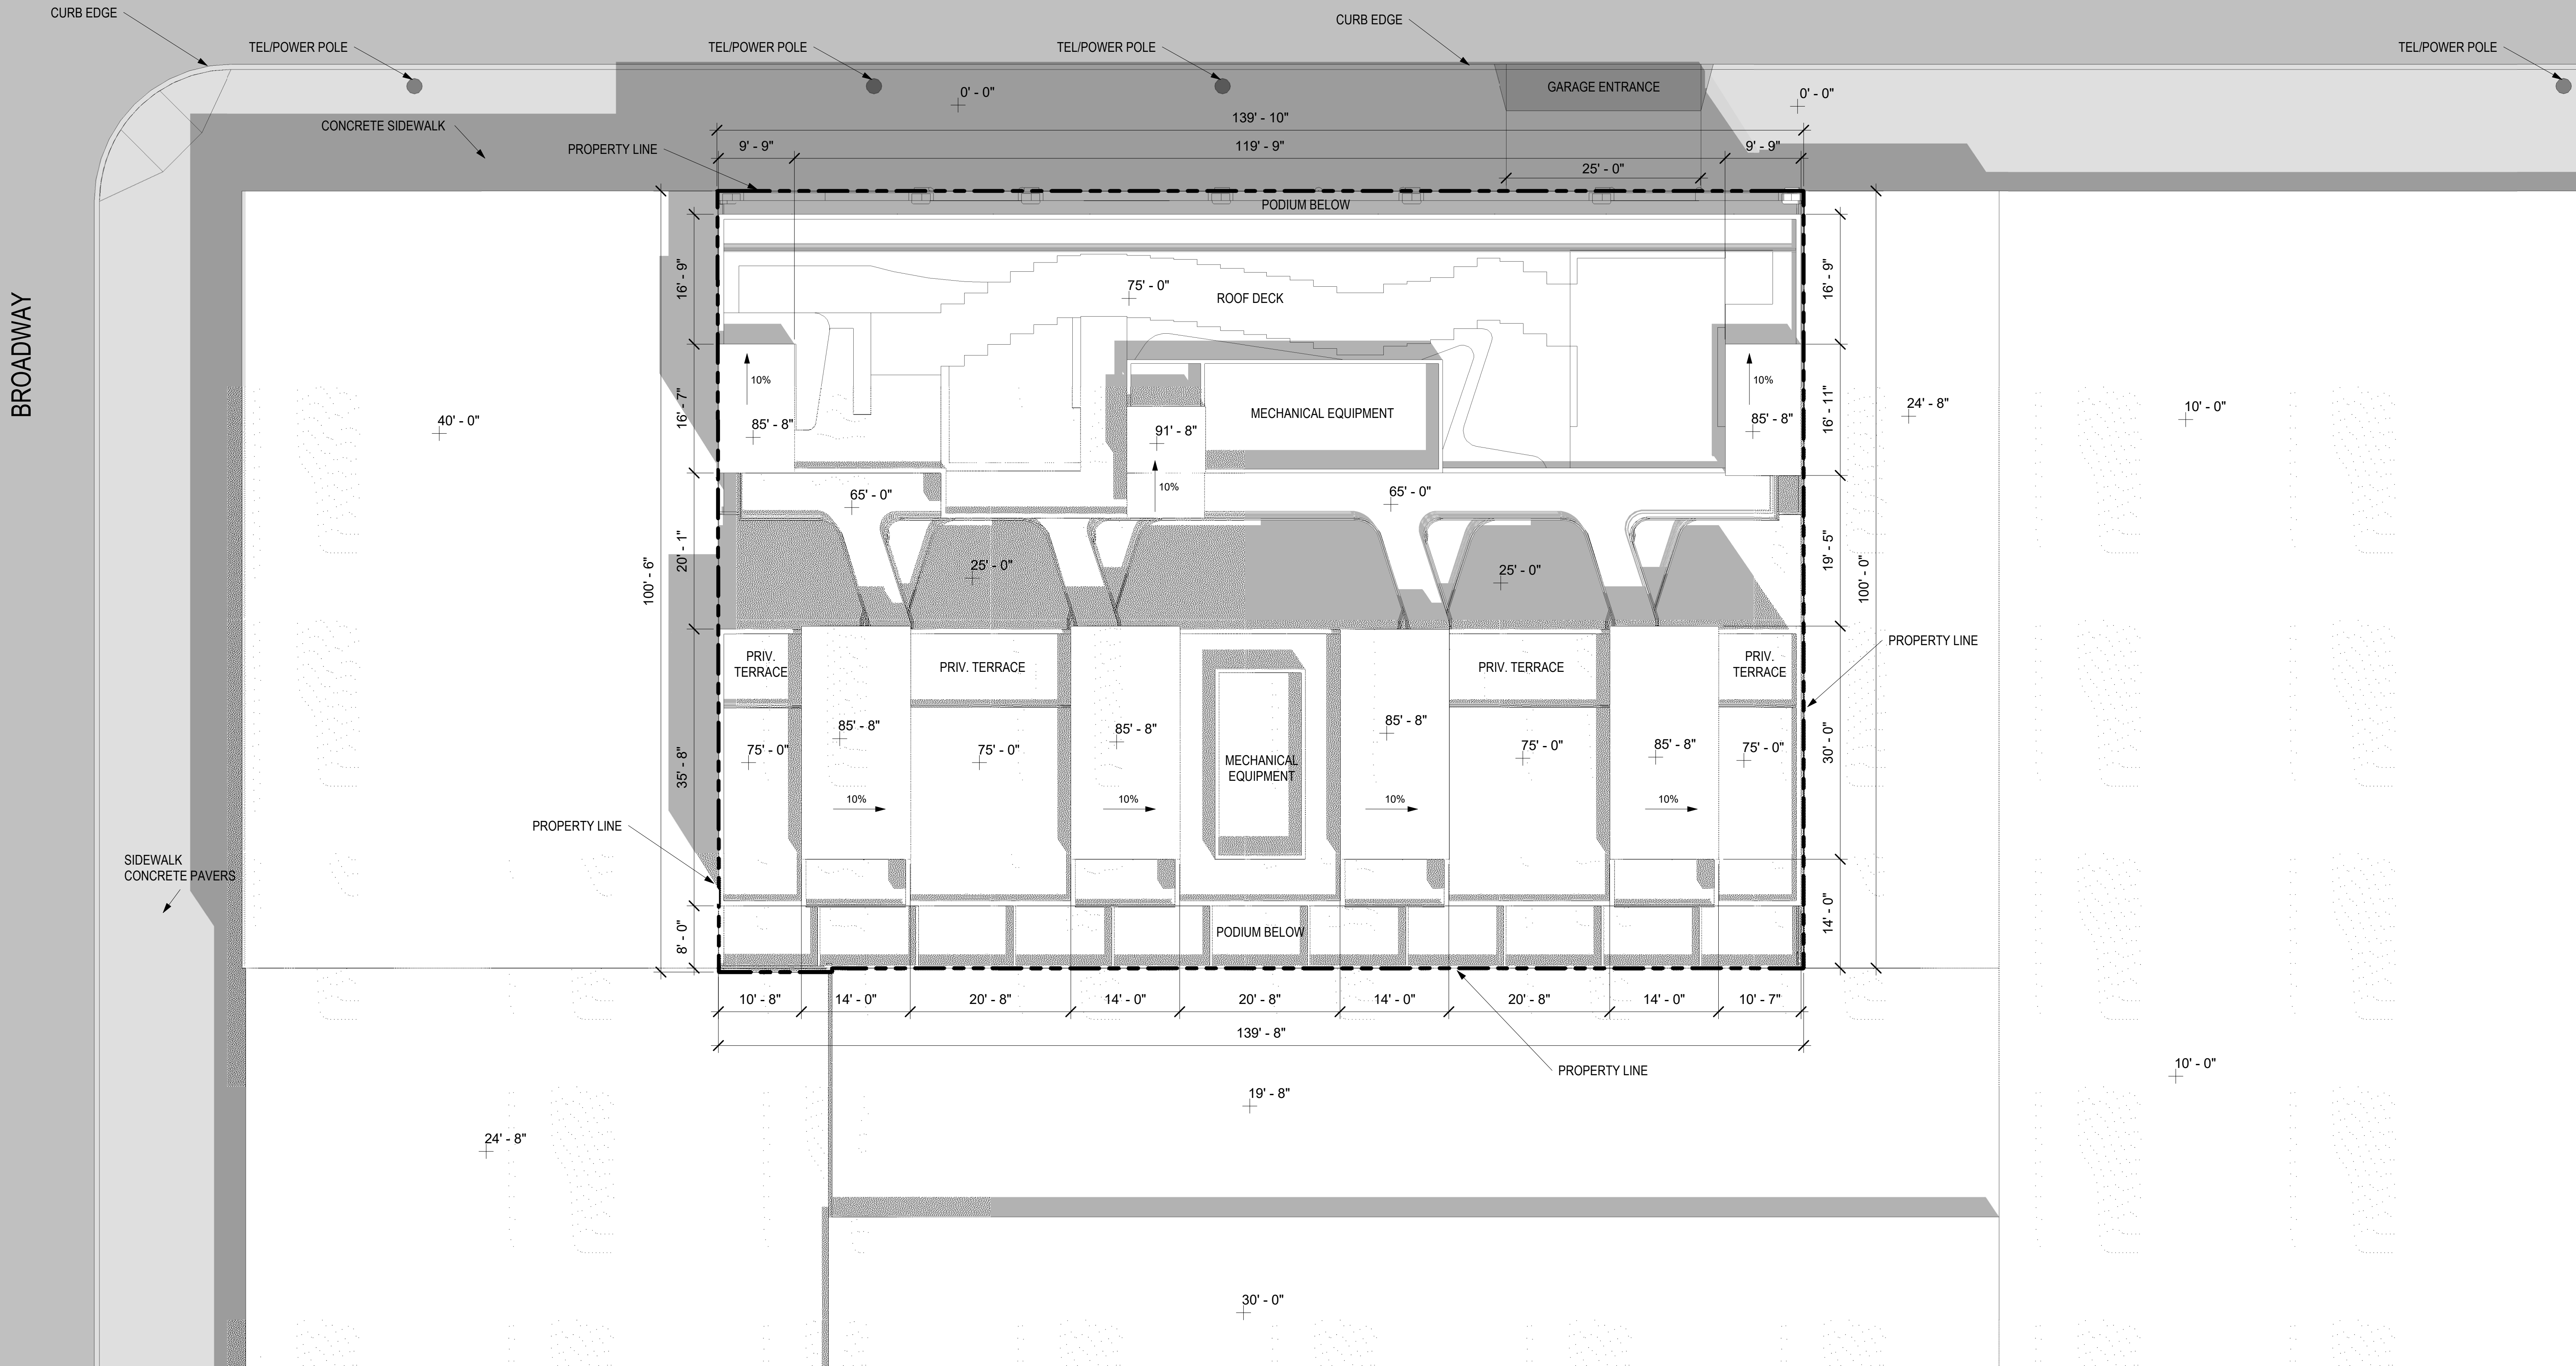 CURB EDGE
CURB EDGE
TEL/POWER POLE
TEL/POWER POLE
TEL/POWER POLE
TEL/POWER POLE
GARAGE ENTRANCE
0' - 0"
0' - 0"
139' - 10"
CONCRETE SIDEWALK
PROPERTY LINE
9' - 9"
119' - 9"
9' - 9"
25' - 0"
PODIUM BELOW
BROADWAY
16' - 9"
75' - 0"
ROOF DECK
16' - 9"
16' - 7"
10%
10%
16' - 11"
40' - 0"
85' - 8"
91' - 8"
MECHANICAL EQUIPMENT
85' - 8"
24' - 8"
10' - 0"
10%
65' - 0"
65' - 0"
100' - 6"
20' - 1"
25' - 0"
25' - 0"
19' - 5"
100' - 0"
PROPERTY LINE
PRIV.
TERRACE
PRIV. TERRACE
PRIV. TERRACE
PRIV.
TERRACE
35' - 8"
85' - 8"
85' - 8"
85' - 8"
85' - 8"
30' - 0"
75' - 0"
75' - 0"
MECHANICAL
EQUIPMENT
75' - 0"
75' - 0"
10%
10%
10%
10%
PROPERTY LINE
SIDEWALK
CONCRETE PAVERS
8' - 0"
PODIUM BELOW
14' - 0"
10' - 8"
14' - 0"
20' - 8"
14' - 0"
20' - 8"
14' - 0"
20' - 8"
14' - 0"
10' - 7"
139' - 8"
PROPERTY LINE
10' - 0"
19' - 8"
24' - 8"
30' - 0"